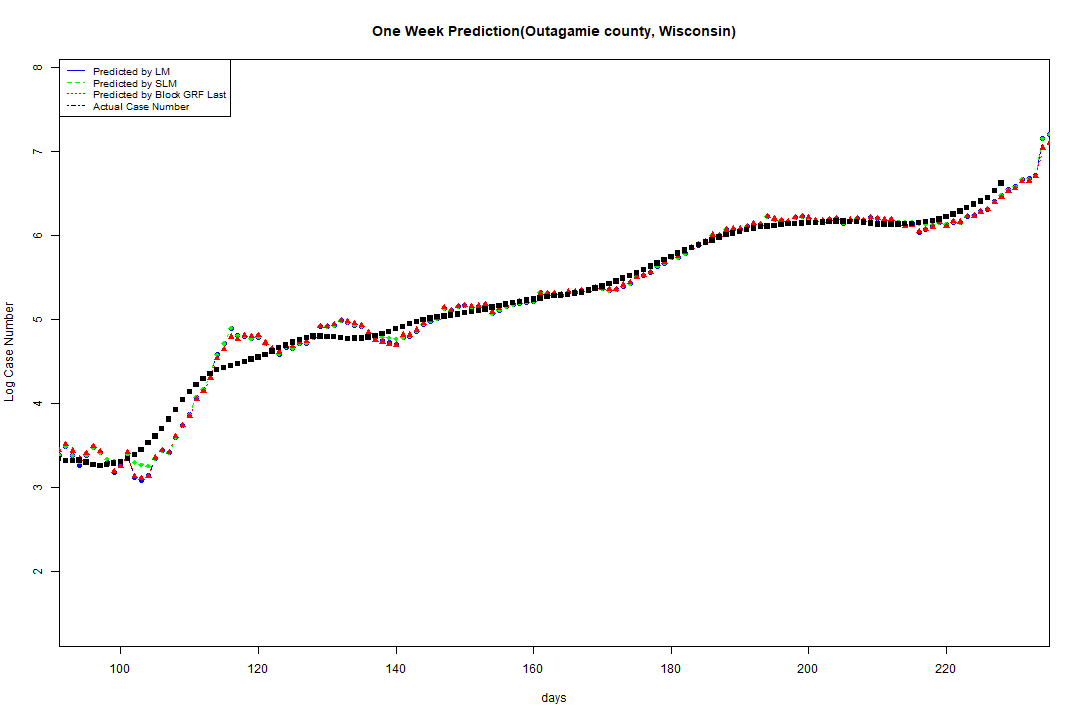 One Week Prediction(Outagamie county, Wisconsin)
Predicted by LM
Predicted by SLM
Predicted by Block GRF Last
Actual Case Number
8
7
6
5
4
3
2
Log Case Number
100 120 140 160 180 200 220
days